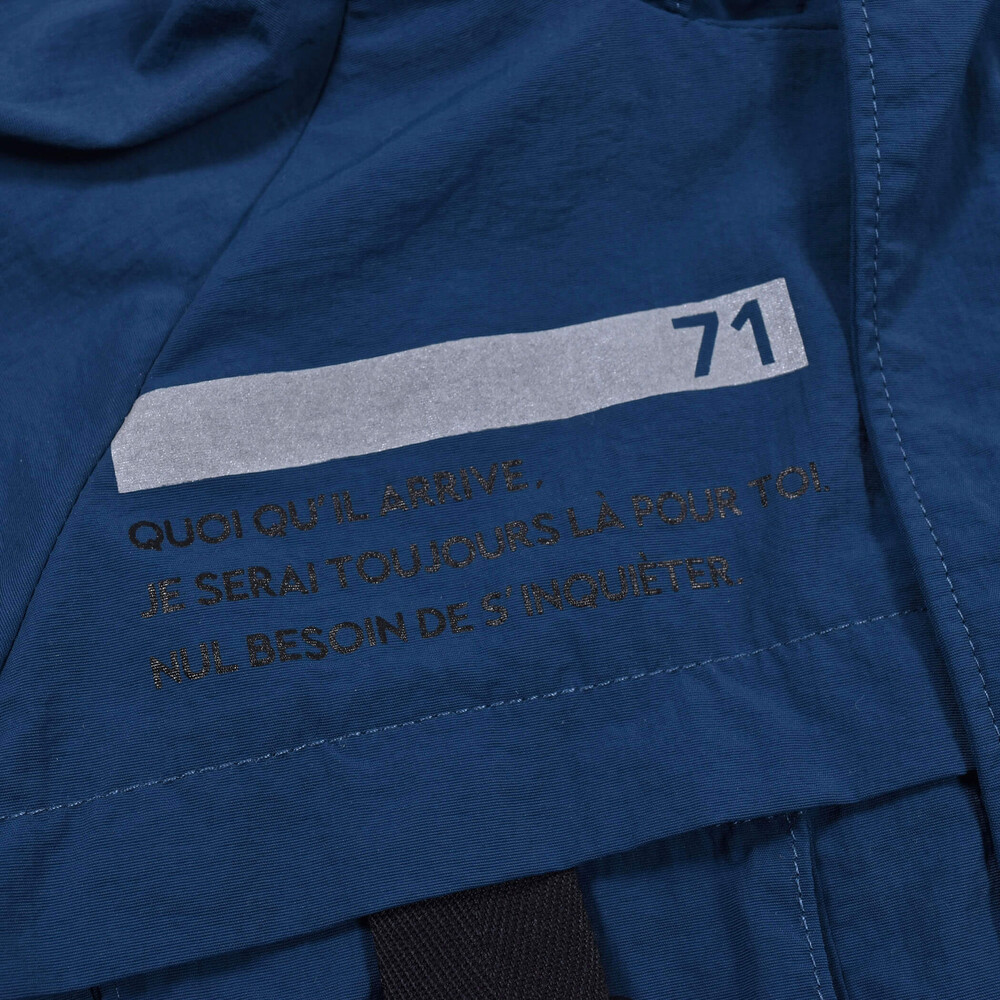 71
QUOI QU'IL ARRIVE,
JE SERAI TOUJOURS LÀ POUR TOI.
NUL BESOIN DE S'INQUIÉTER.